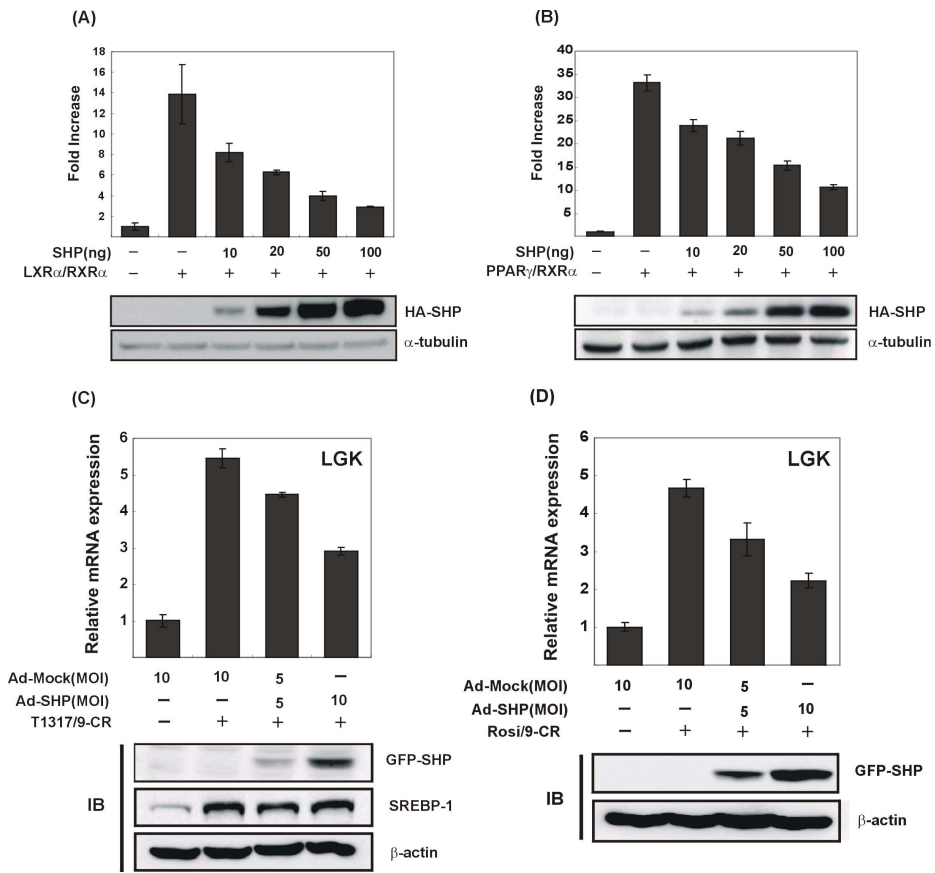 (A)
Fold Increase
18
16
14
12
10
8
6
4
2
SHP(ng) – – 10 20 50 100
LXRα/RXRα – + + + + +
HA-SHP
α-tubulin
(B)
Fold Increase
40
35
30
25
20
15
10
5
SHP(ng) – – 10 20 50 100
PPARγ/RXRα – + + + + +
HA-SHP
α-tubulin
(C)
LGK
Relative mRNA expression
6
5
4
3
2
1
Ad-Mock(MOI) 10 10 5 –
Ad-SHP(MOI) – – 5 10
T1317/9-CR – + + +
IB
GFP-SHP
SREBP-1
β-actin
(D)
LGK
Relative mRNA expression
6
5
4
3
2
1
Ad-Mock(MOI) 10 10 5 –
Ad-SHP(MOI) – – 5 10
Rosi/9-CR – + + +
IB
GFP-SHP
β-actin